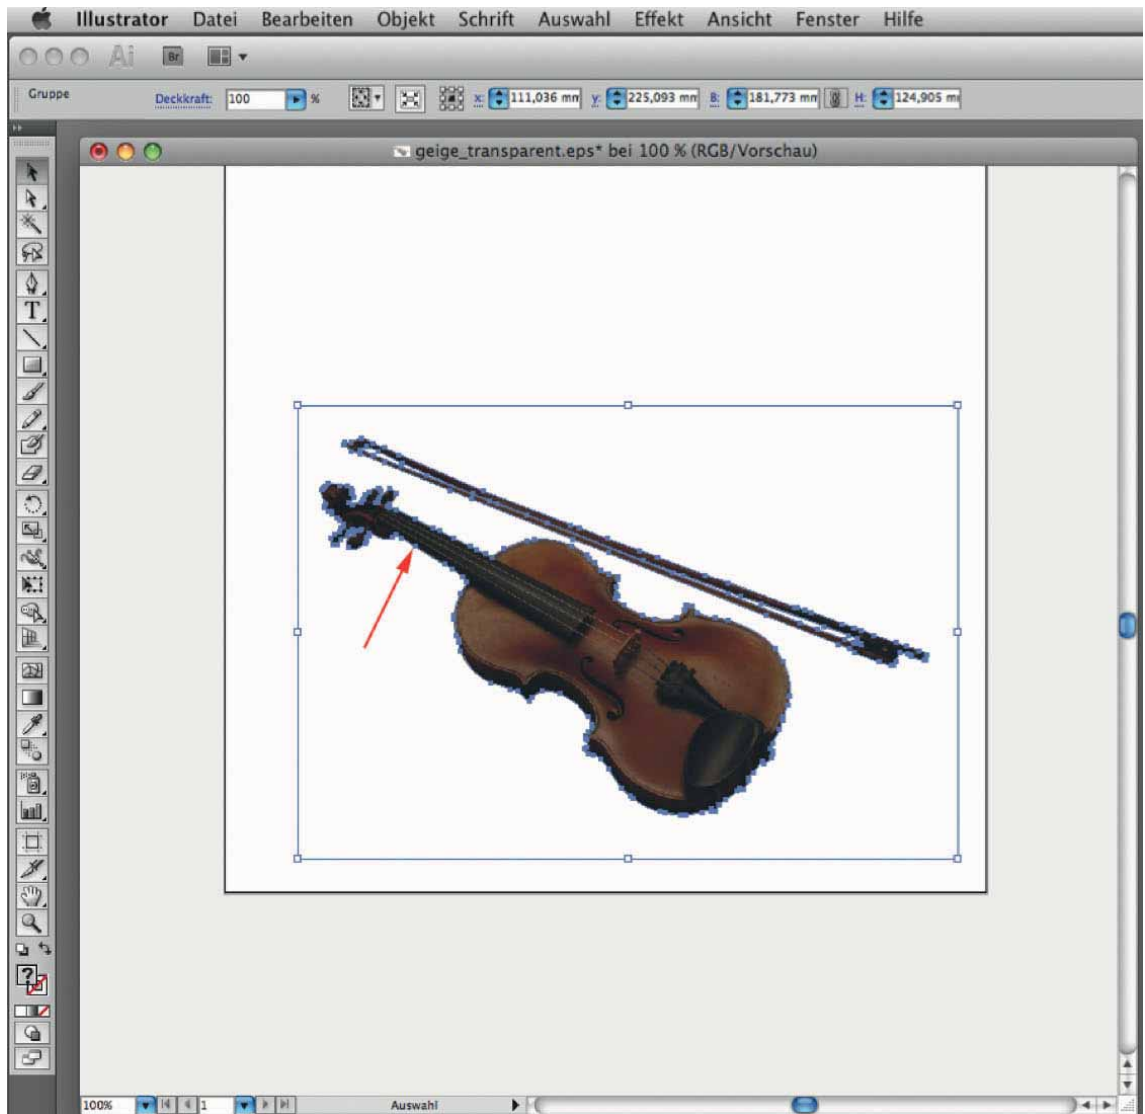 Illustrator Datei Bearbeiten Objekt Schrift Auswahl Effekt Ansicht Fenster Hilfe
Ai Br
Gruppe Deckkraft: 100 % x: 111,036 mm y: 225,093 mm B: 181,773 mm H: 124,905 m
geige_transparent.eps* bei 100 % (RGB/Vorschau)
T
?
100% 1 Auswahl